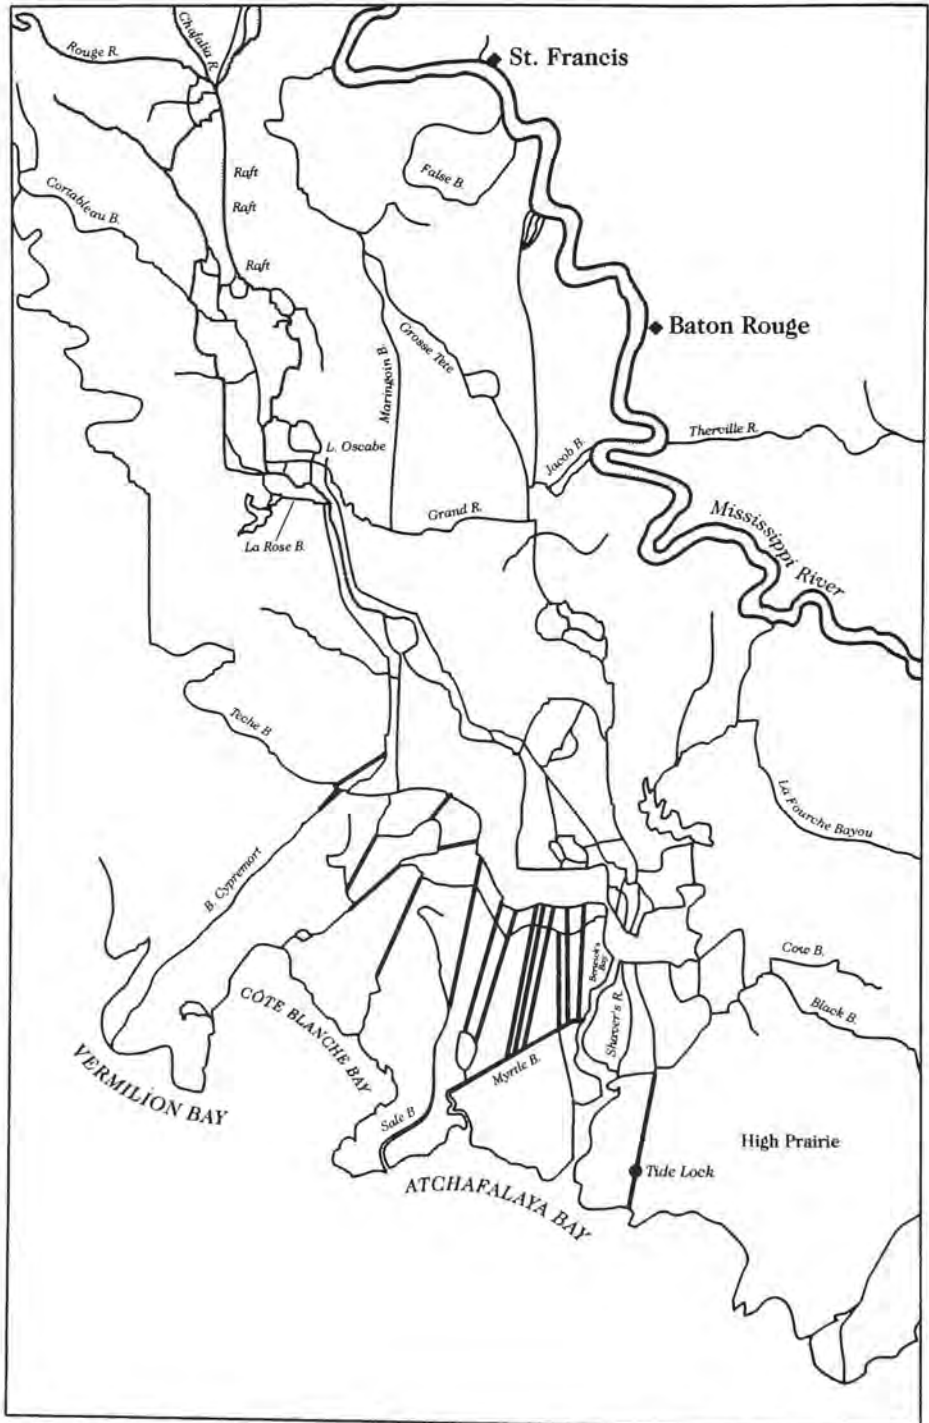 Chafalia R.
Rouge R.
St. Francis
Raft
False B.
Cortableau B.
Raft
Raft
Baton Rouge
Grosse Tete
Maringoin B.
Therville R.
L. Oscabe
Jacob B.
Grand R.
La Rose B.
Mississippi River
Teche B
La Fourche Bayou
B. Cypremort
Cow B.
Berwick's
Bay
CÔTE BLANCHE BAY
Black B.
Shaver's R.
VERMILION BAY
Myrtle B.
Sale B
High Prairie
Tide Lock
ATCHAFALAYA BAY